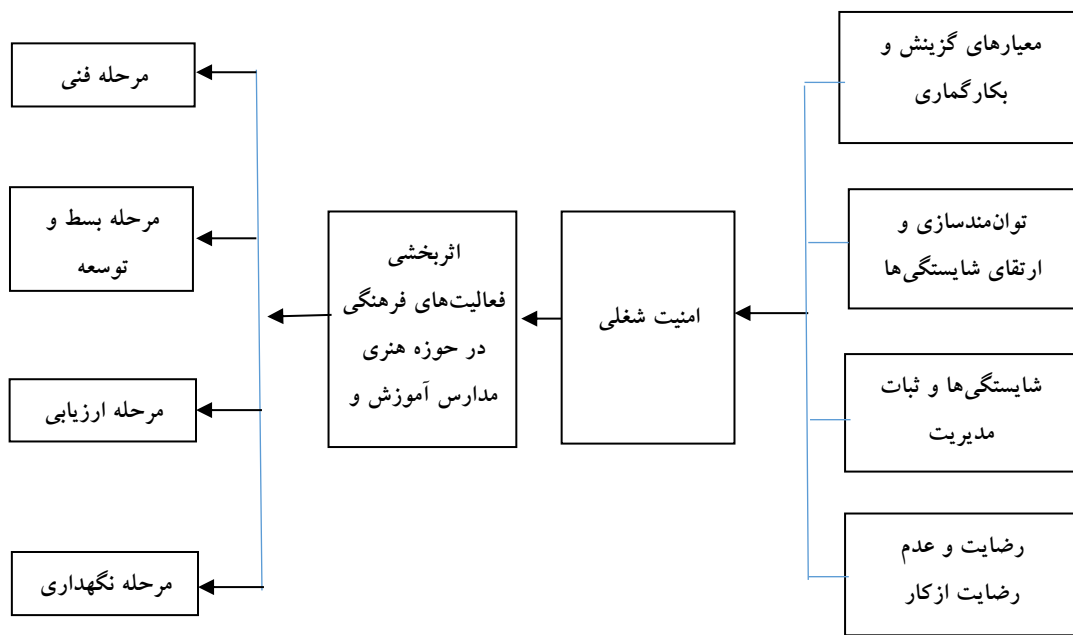 معیارهای گزینش و
بکارگماری
توان‌مندسازی و
ارتقای شایستگی‌ها
شایستگی‌ها و ثبات
مدیریت
رضایت و عدم
رضایت ازکار
امنیت شغلی
اثربخشی
فعالیت‌های فرهنگی
در حوزه هنری
مدارس آموزش و
مرحله فنی
مرحله بسط و
توسعه
مرحله ارزیابی
مرحله نگهداری